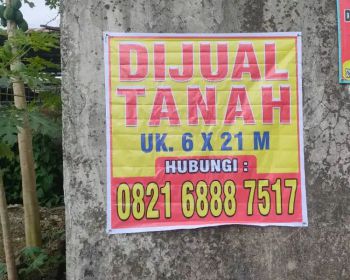 DIJUAL
TANAH
UK. 6 X 21 M
HUBUNGI :
0821 6888 7517